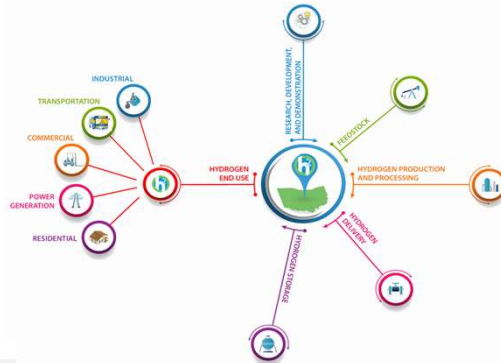 INDUSTRIAL
TRANSPORTATION
COMMERCIAL
POWER
GENERATION
RESIDENTIAL
HYDROGEN
END USE
RESEARCH, DEVELOPMENT,
AND DEMONSTRATION
FEEDSTOCK
HYDROGEN PRODUCTION
AND PROCESSING
HYDROGEN
DELIVERY
HYDROGEN STORAGE